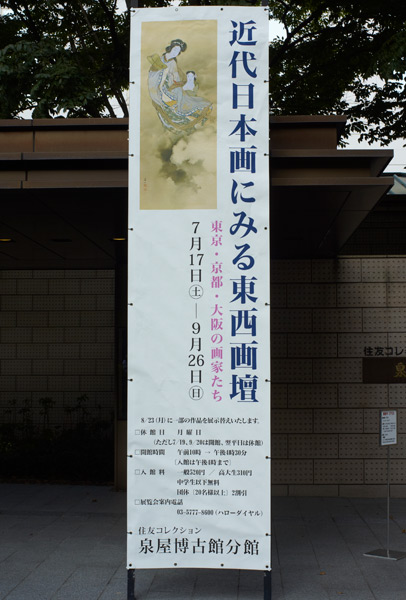 近代日本画にみる東西画壇
東京・京都・大阪の画家たち
7月17日㊏—9月26日㊐
8/23(月)に一部の作品を展示替えいたします。
□休館日 月曜日
(ただし7/19、9/20は開館、翌平日は休館)
□開館時間 午前10時→午後4時30分
(入館は午後4時まで)
□入館料 一般520円/高大生310円
中学生以下無料
団体(20名様以上)2割引
□展覧会案内電話
03-5777-8600(ハローダイヤル)
住友コレクション
泉屋博古館分館
住友コレ